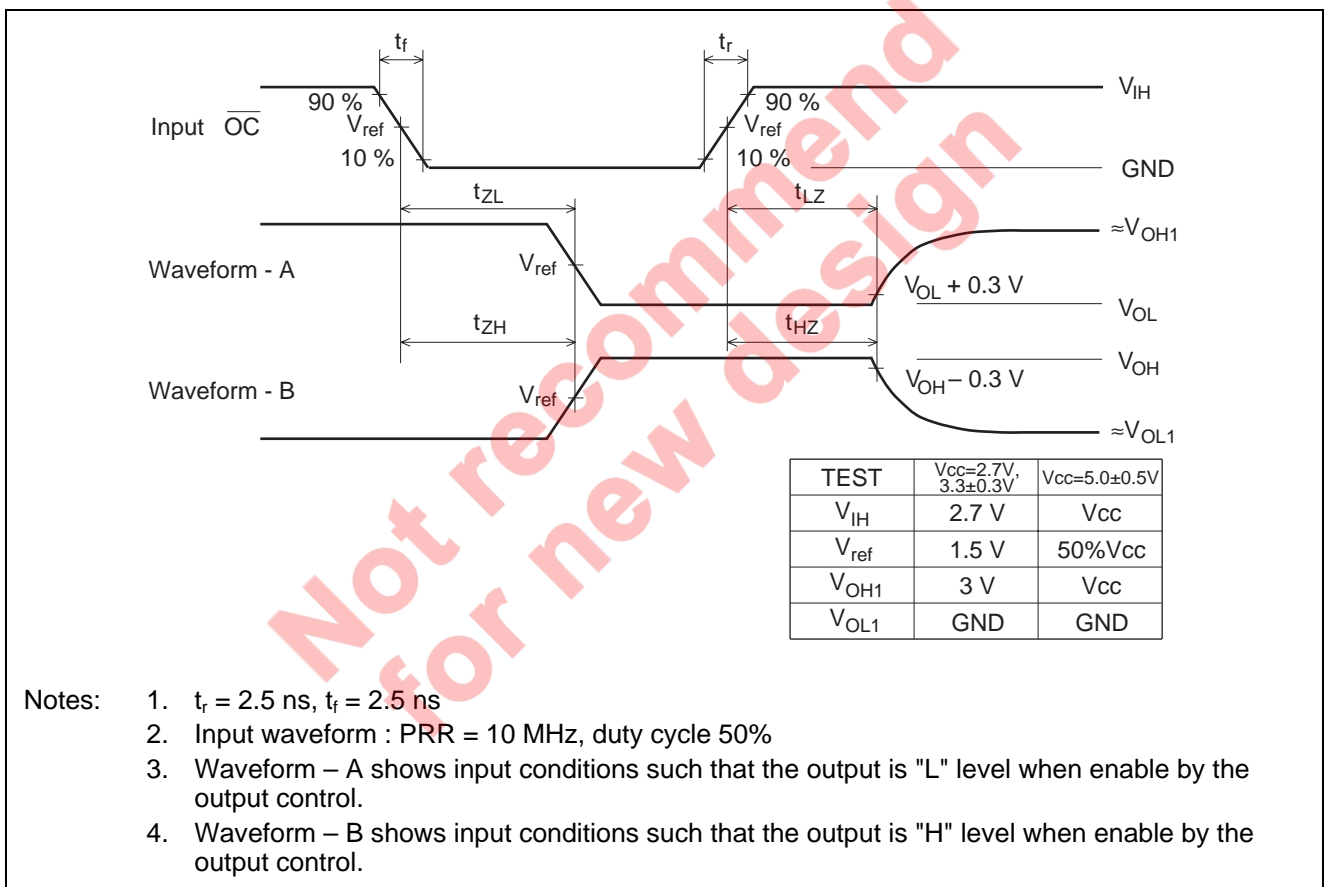 tf tr
90 % 90 % VIH
Input OC Vref Vref
10 % 10 % GND
tZL tLZ
≈VOH1
Waveform - A Vref VOL + 0.3 V
VOL
tZH tHZ
VOH
Waveform - B Vref VOH – 0.3 V
≈VOL1
TEST Vcc=2.7V, 3.3±0.3V Vcc=5.0±0.5V
VIH 2.7 V Vcc
Vref 1.5 V 50%Vcc
VOH1 3 V Vcc
VOL1 GND GND
Not recommend
for new design
Notes: 1. tr = 2.5 ns, tf = 2.5 ns
2. Input waveform : PRR = 10 MHz, duty cycle 50%
3. Waveform – A shows input conditions such that the output is "L" level when enable by the
output control.
4. Waveform – B shows input conditions such that the output is "H" level when enable by the
output control.